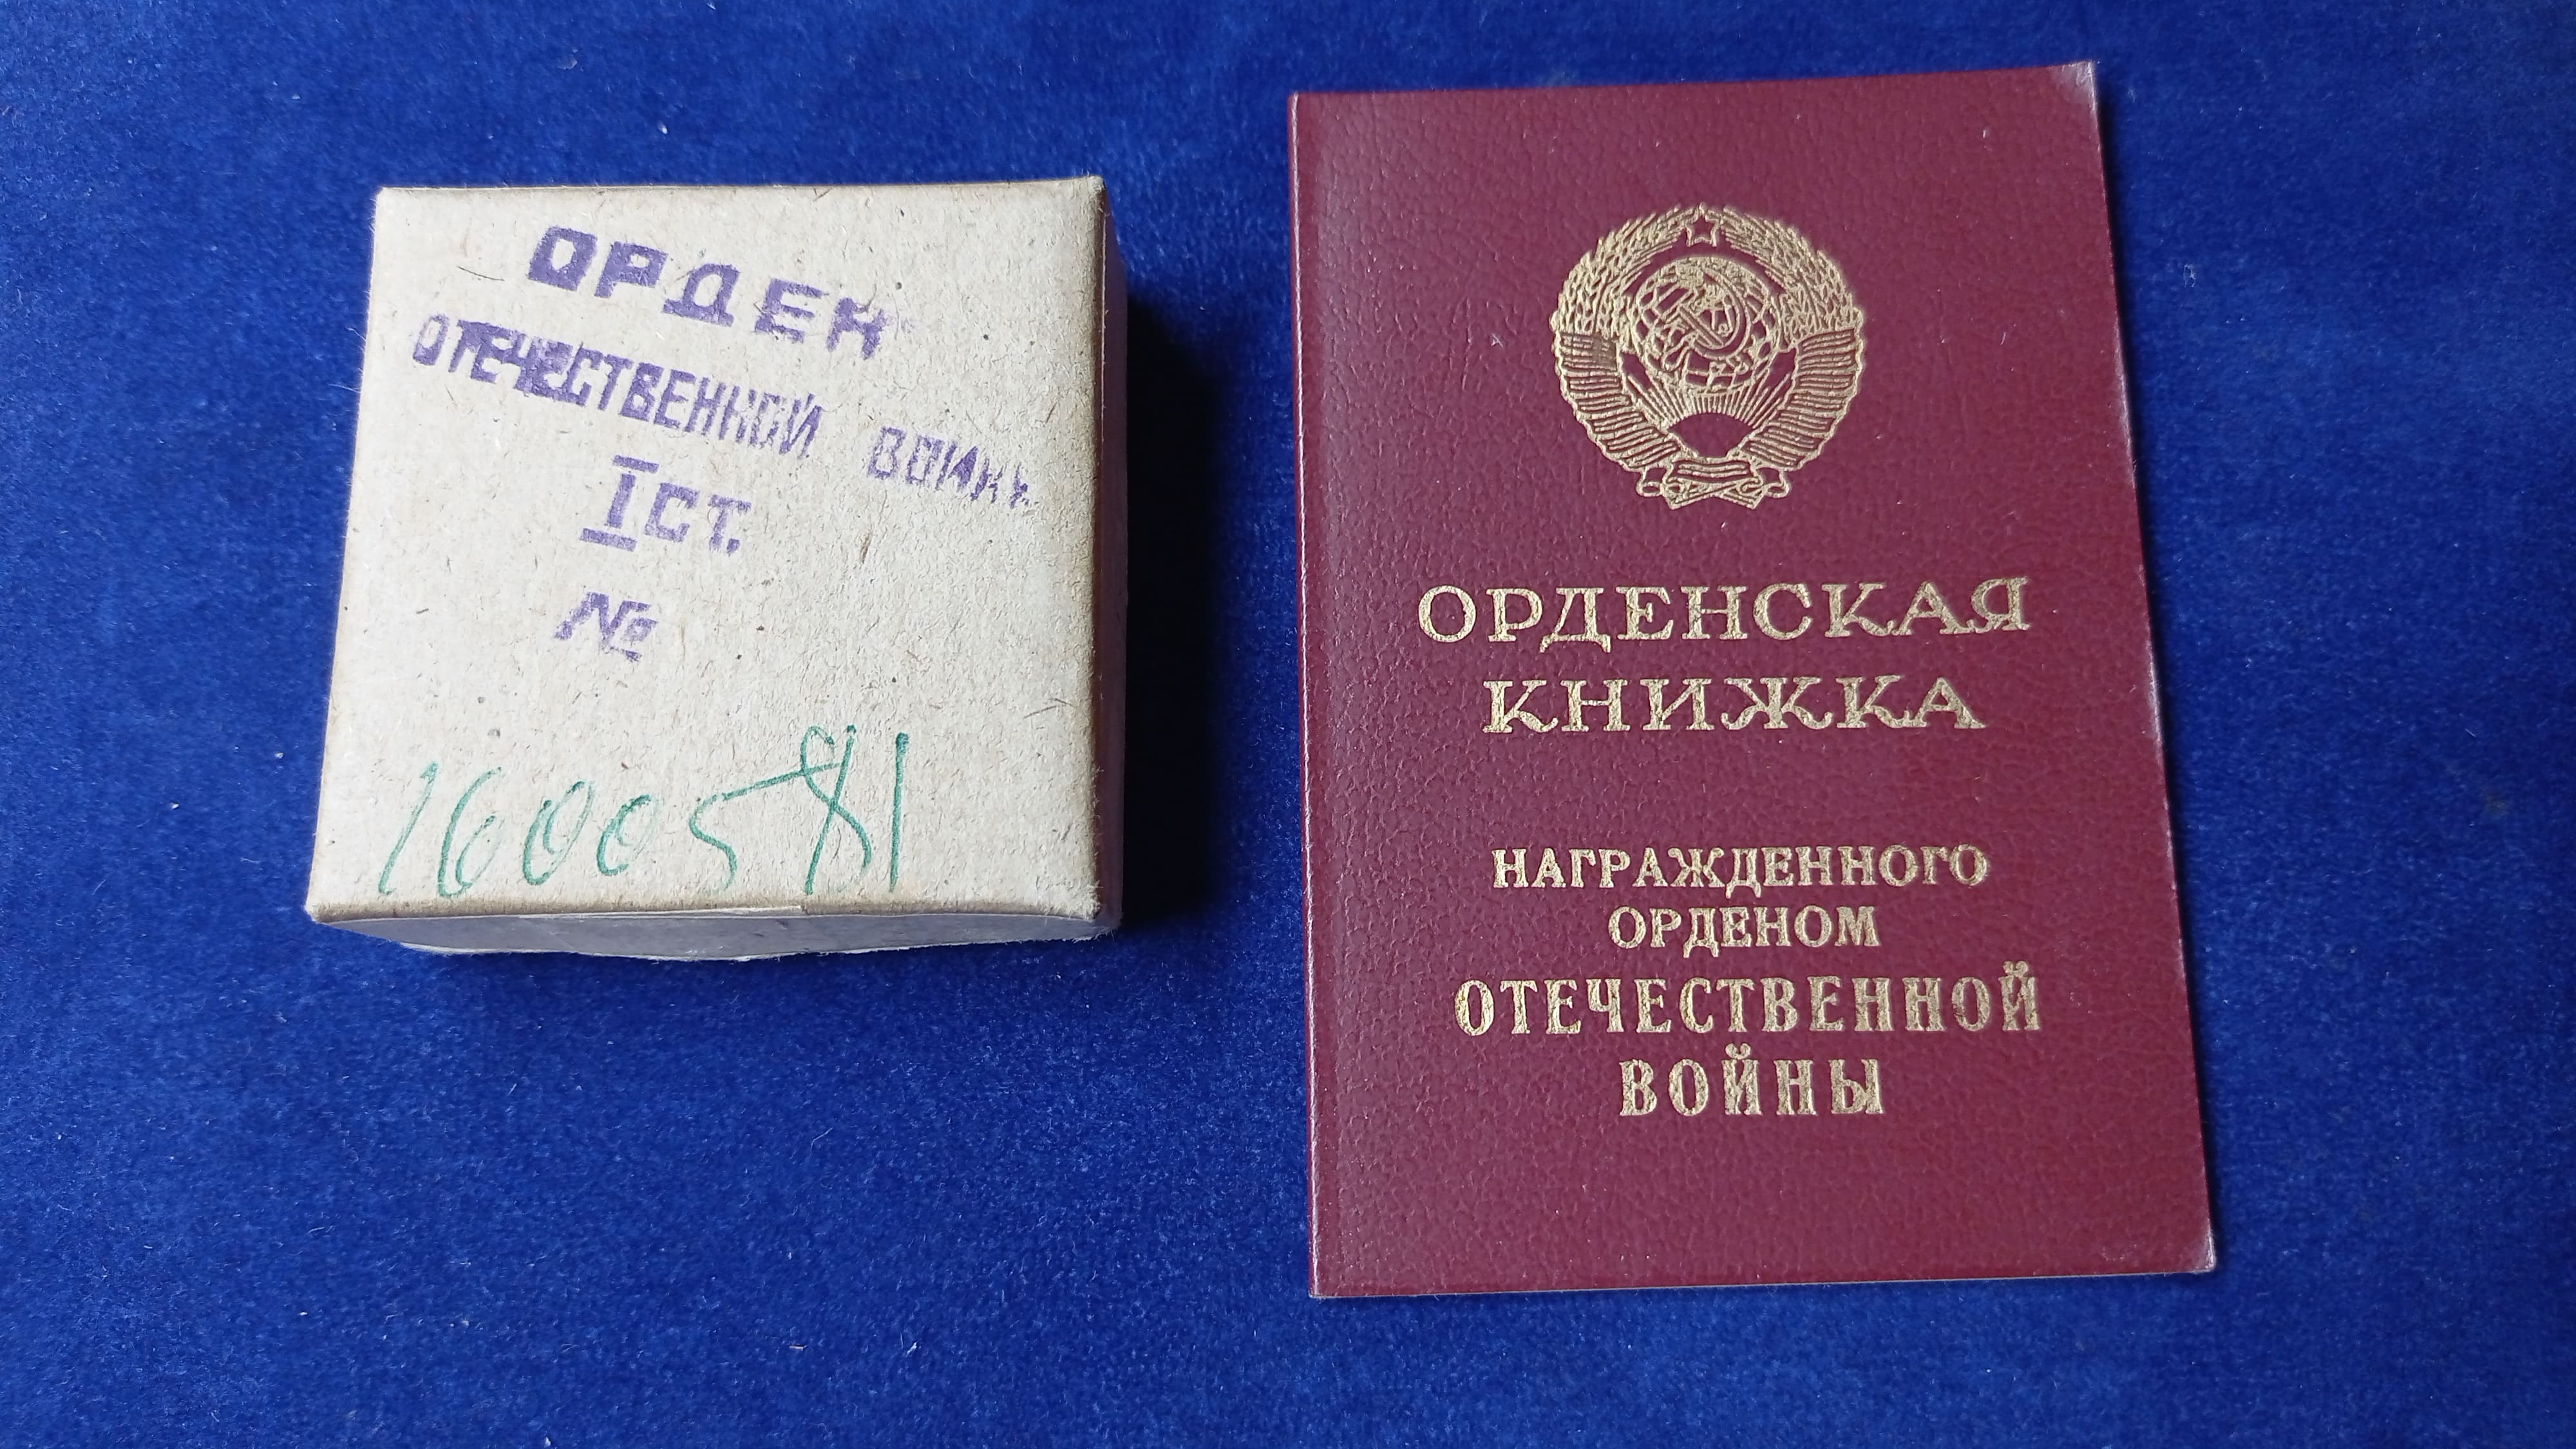 ОРДЕН
ОТЕЧЕСТВЕННОЙ ВОЙНЫ
I СТ.
№
1600581
ОРДЕНСКАЯ
КНИЖКА
НАГРАЖДЕННОГО
ОРДЕНОМ
ОТЕЧЕСТВЕННОЙ
ВОЙНЫ